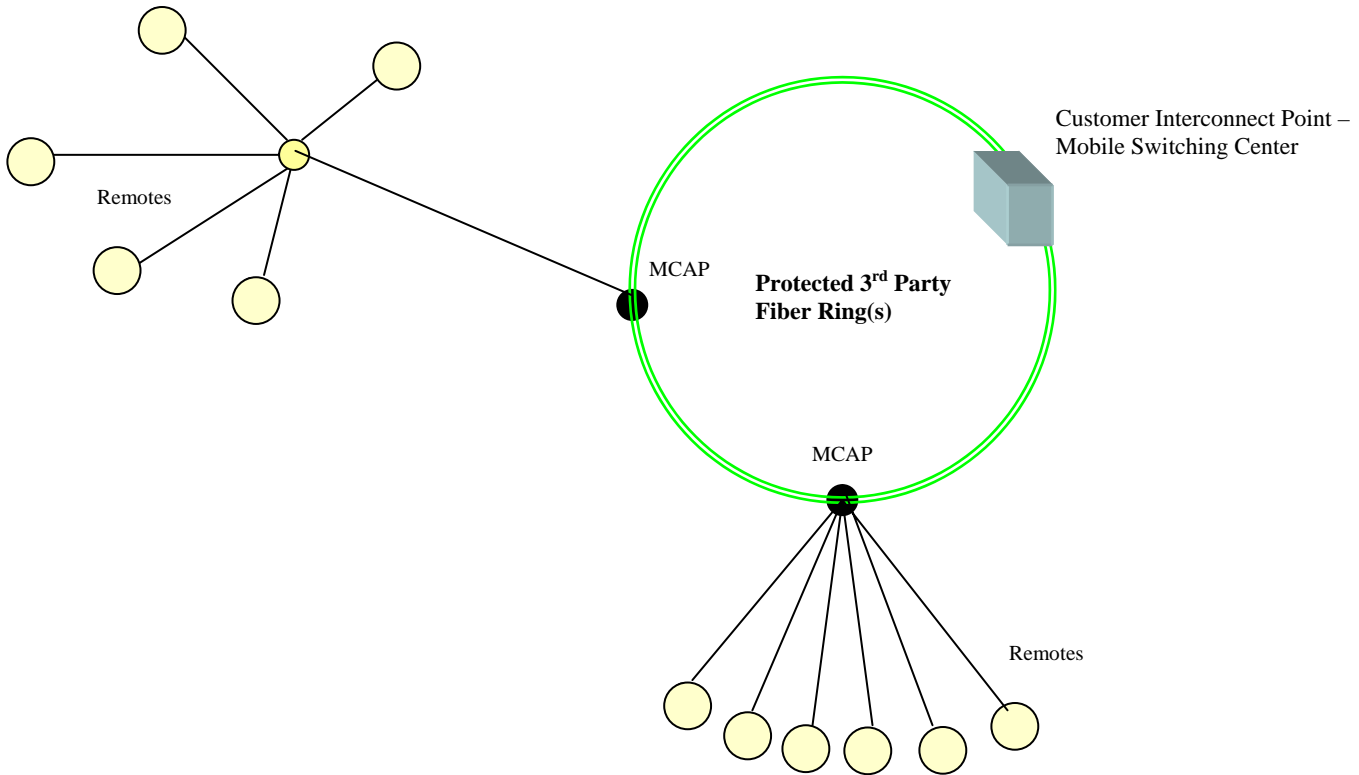 Customer Interconnect Point –
Mobile Switching Center
Remotes
MCAP
Protected 3rd Party
Fiber Ring(s)
MCAP
Remotes